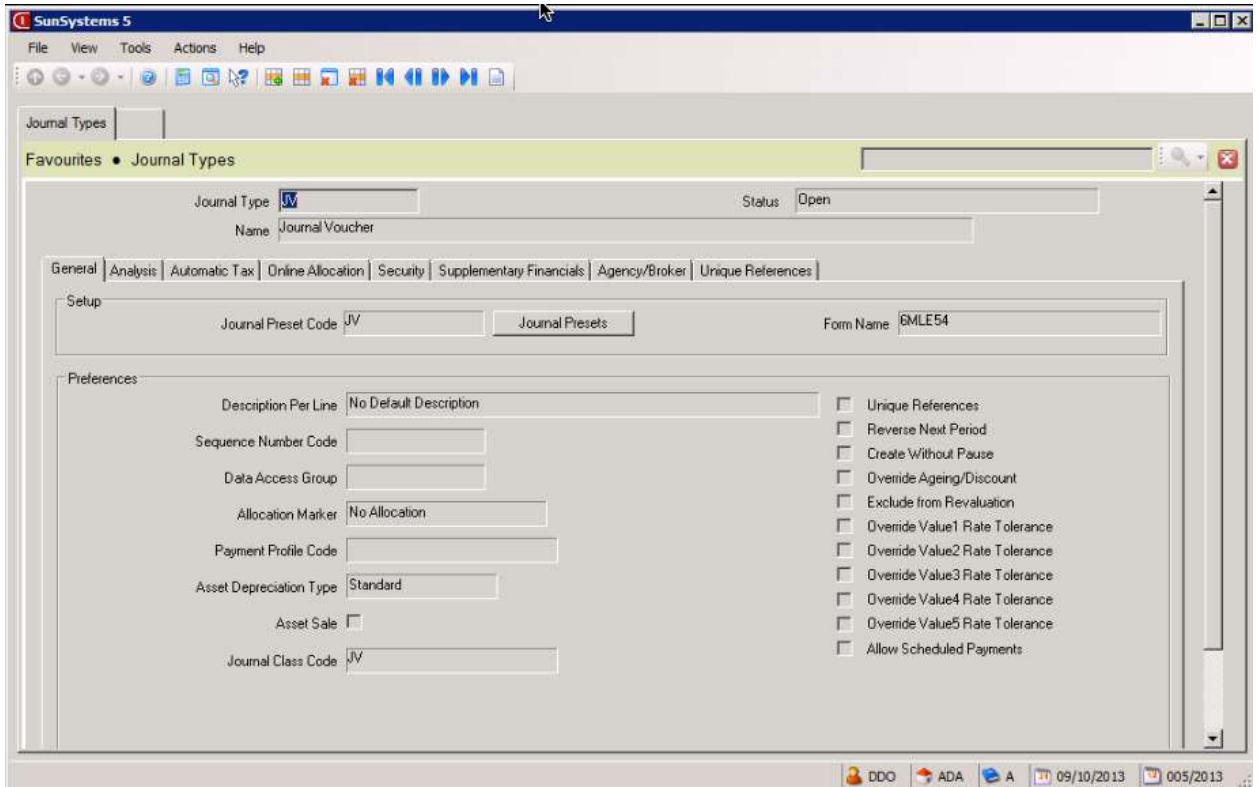 SunSystems 5
File View Tools Actions Help
Journal Types
Favourites • Journal Types
Journal Type JV Status Open
Name Journal Voucher
General Analysis Automatic Tax Online Allocation Security Supplementary Financials Agency/Broker Unique References
Setup
Journal Preset Code JV Journal Presets Form Name 6MLE54
Preferences
Description Per Line No Default Description Unique References
Reverse Next Period
Sequence Number Code
Create Without Pause
Data Access Group Override Ageing/Discount
Exclude from Revaluation
Allocation Marker No Allocation
Override Value1 Rate Tolerance
Payment Profile Code Override Value2 Rate Tolerance
Asset Depreciation Type Standard Override Value3 Rate Tolerance
Override Value4 Rate Tolerance
Asset Sale Override Value5 Rate Tolerance
Allow Scheduled Payments
Journal Class Code JV
DDO ADA A 09/10/2013 005/2013